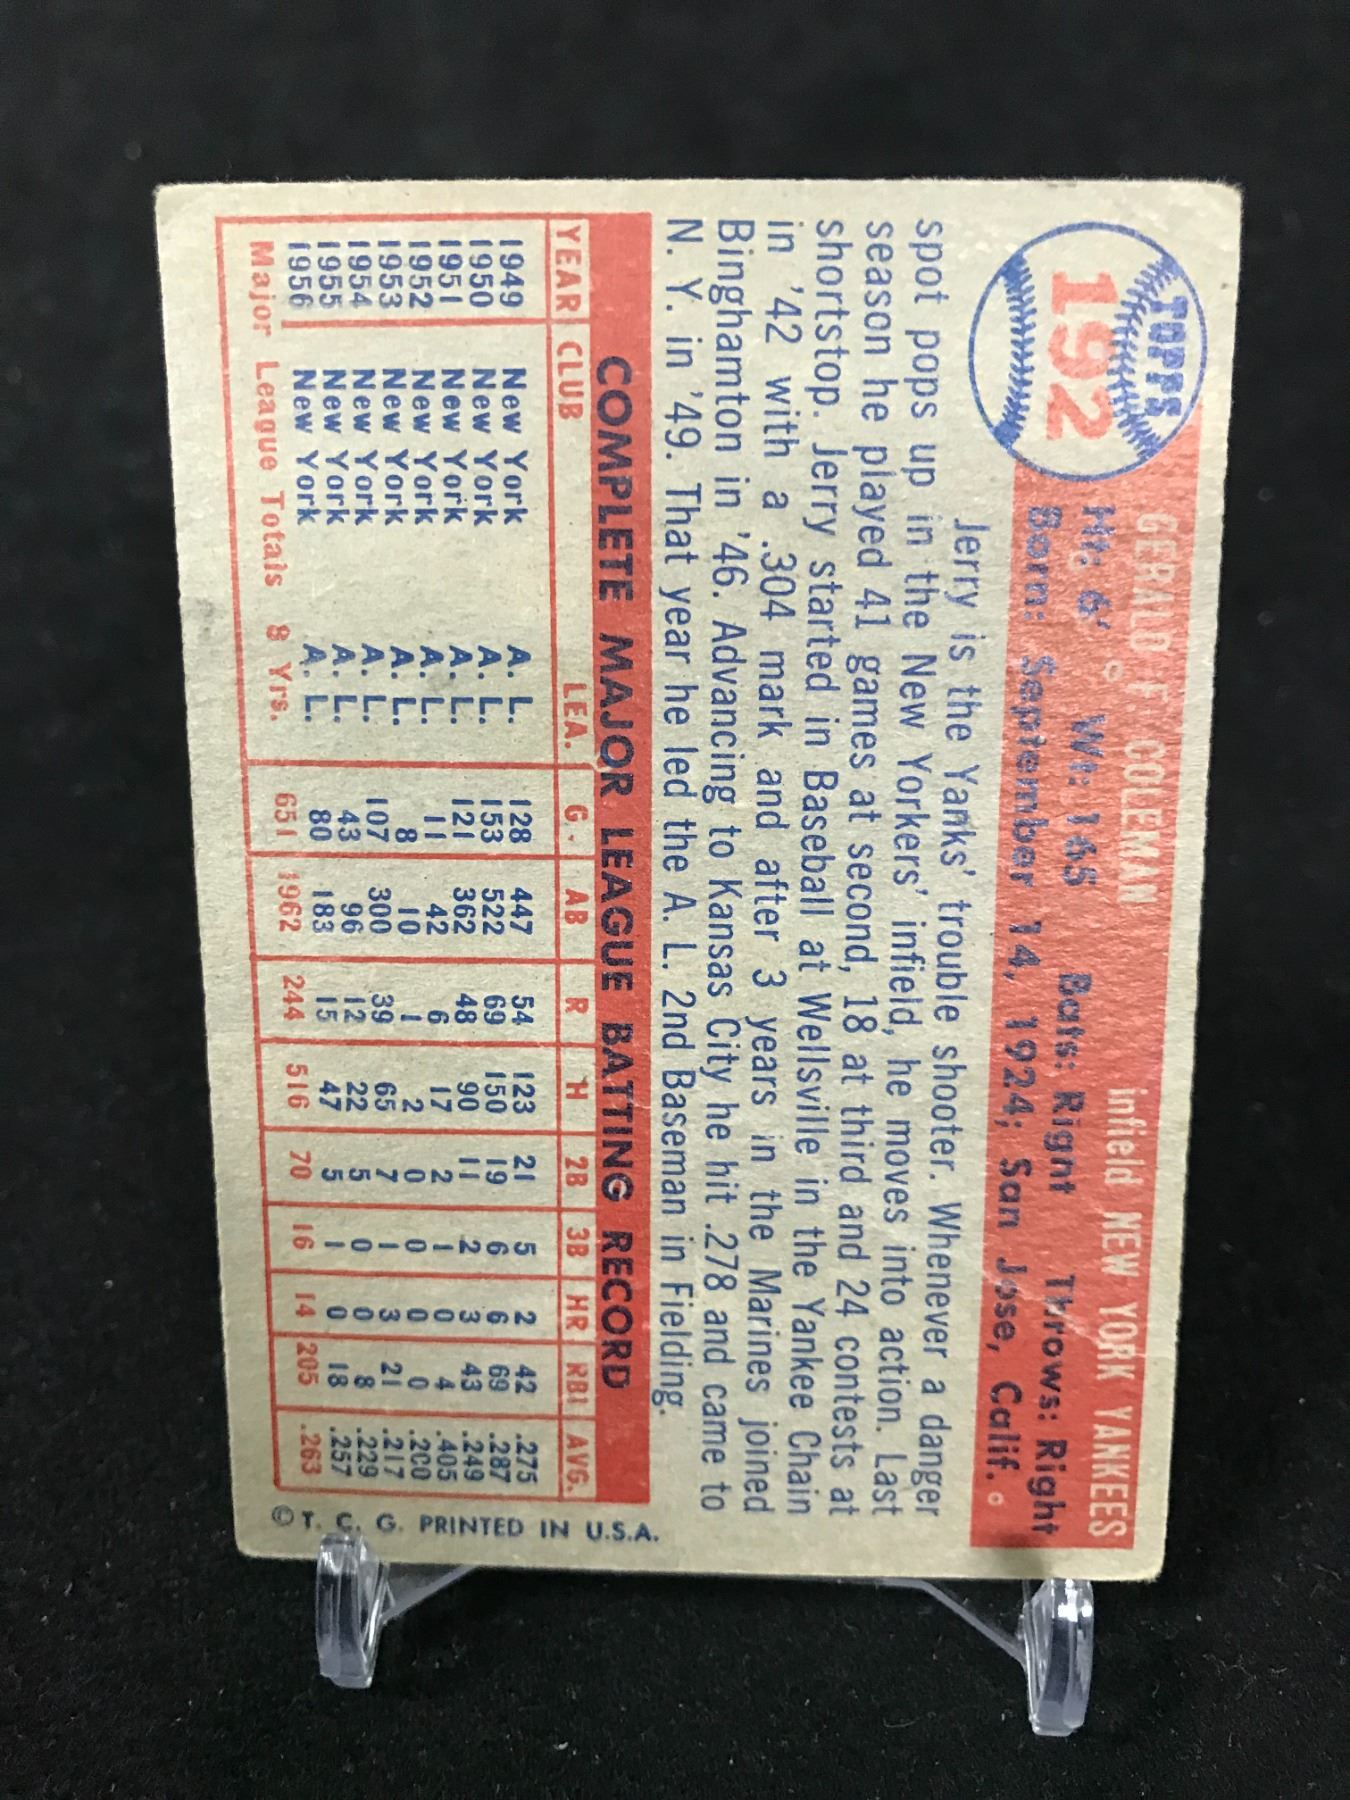 TOPPS
192
GERALD F. COLEMAN infield NEW YORK YANKEES
Ht: 6' Wt: 165 Bats: Right Throws: Right
Born: September 14, 1924; San Jose, Calif.
Jerry is the Yanks' trouble shooter. Whenever a danger
spot pops up in the New Yorkers' infield, he moves into action. Last
season he played 41 games at second, 18 at third and 24 contests at
shortstop. Jerry started in Baseball at Wellsville in the Yankee Chain
in '42 with a .304 mark and after 3 years in the Marines joined
Binghamton in '46. Advancing to Kansas City he hit .278 and came to
N. Y. in '49. That year he led the A. L. 2nd Baseman in Fielding.
COMPLETE MAJOR LEAGUE BATTING RECORD
YEAR CLUB LEA. G. AB R H 2B 3B HR RBI AVG.
1949 New York A. L. 128 447 54 123 21 5 2 42 .275
1950 New York A. L. 153 522 69 150 19 6 6 69 .287
1951 New York A. L. 121 362 48 90 11 2 3 43 .249
1952 New York A. L. 11 42 6 17 2 1 0 4 .405
1953 New York A. L. 8 10 1 2 0 0 0 0 .200
1954 New York A. L. 107 300 39 65 7 1 3 21 .217
1955 New York A. L. 43 96 12 22 5 0 0 8 .229
1956 New York A. L. 80 183 15 47 5 1 0 18 .257
Major League Totals 8 Yrs. 651 1962 244 516 70 16 14 205 .263
© T. C. G. PRINTED IN U.S.A.